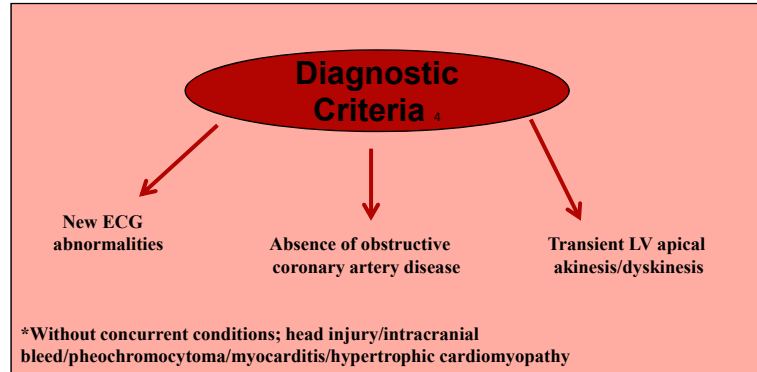 Diagnostic
Criteria 4
New ECG
abnormalities
Absence of obstructive
coronary artery disease
Transient LV apical
akinesis/dyskinesis
*Without concurrent conditions; head injury/intracranial
bleed/pheochromocytoma/myocarditis/hypertrophic cardiomyopathy